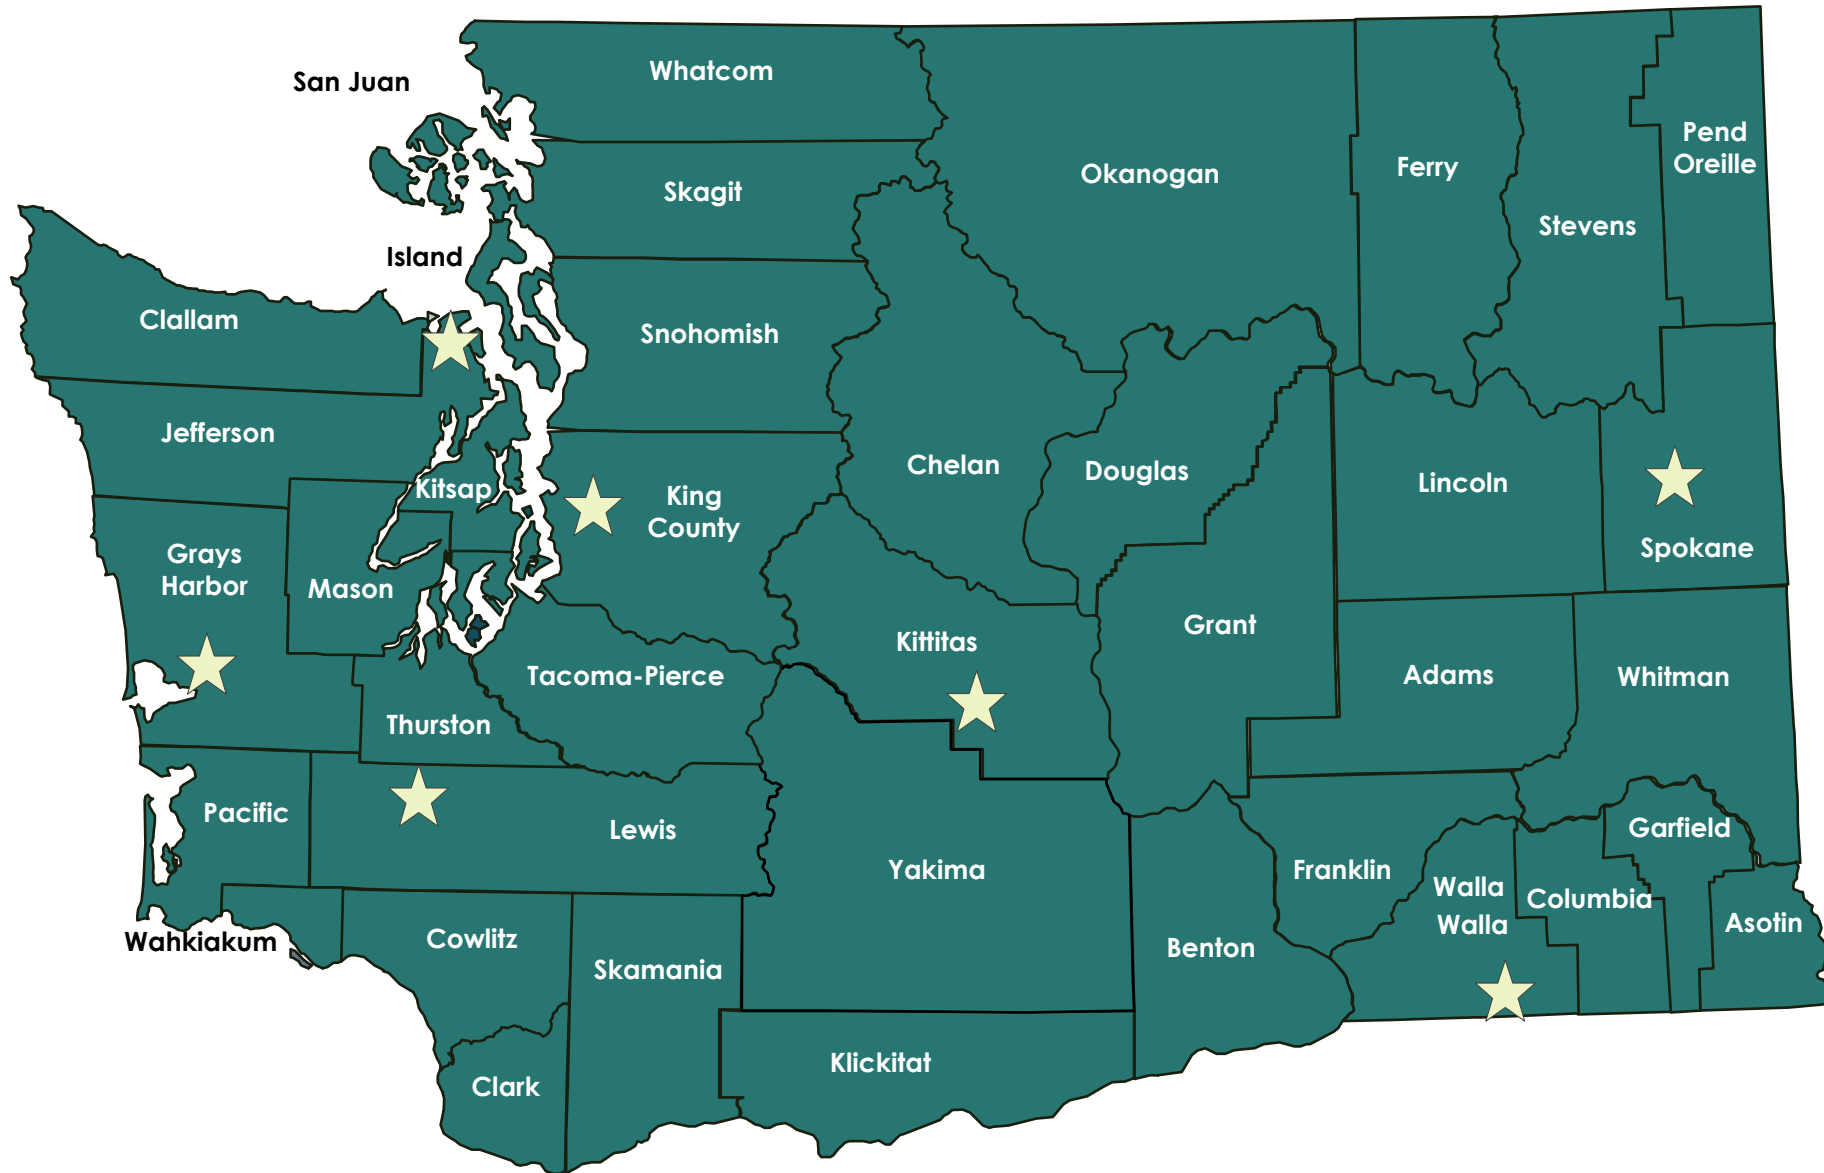 Whatcom
San Juan
Pend
Oreille
Ferry
Okanogan
Skagit
Stevens
Island
Clallam
Snohomish
Jefferson
Chelan
Douglas
Lincoln
Kitsap
King
County
Spokane
Grays
Harbor
Mason
Grant
Kittitas
Tacoma-Pierce
Adams
Whitman
Thurston
Pacific
Lewis
Garfield
Yakima
Franklin
Walla
Walla
Columbia
Asotin
Wahkiakum
Cowlitz
Benton
Skamania
Klickitat
Clark